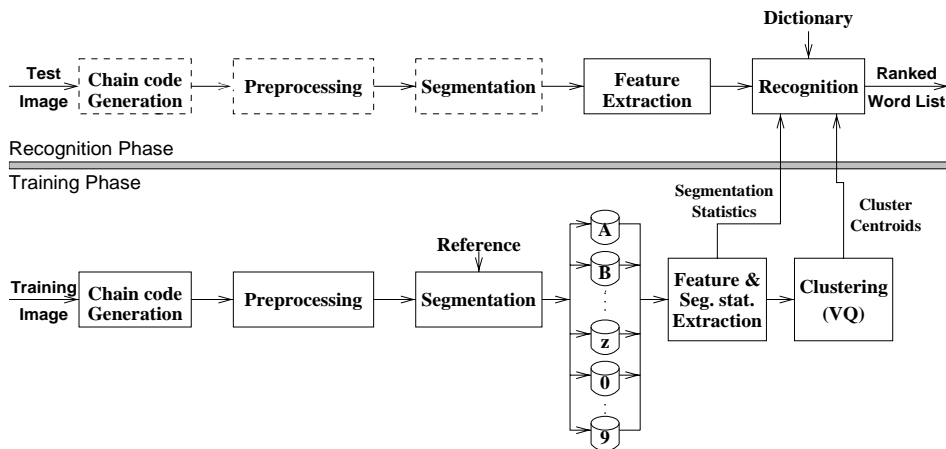 Dictionary
Test
Image
Chain code
Generation
Preprocessing
Segmentation
Feature
Extraction
Recognition
Ranked
Word List
Recognition Phase
Training Phase
Segmentation
Statistics
Cluster
Centroids
Reference
Training
Image
Chain code
Generation
Preprocessing
Segmentation
A
B
z
0
9
Feature &
Seg. stat.
Extraction
Clustering
(VQ)